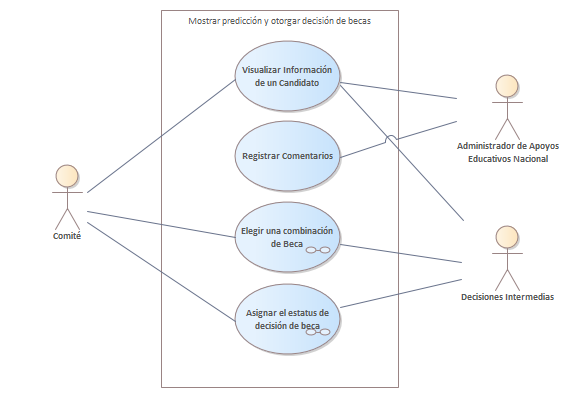 Mostrar predicción y otorgar decisión de becas
Visualizar Información
de un Candidato
Registrar Comentarios
Administrador de Apoyos
Educativos Nacional
Comité
Elegir una combinación
de Beca
Decisiones Intermedias
Asignar el estatus de
decisión de beca